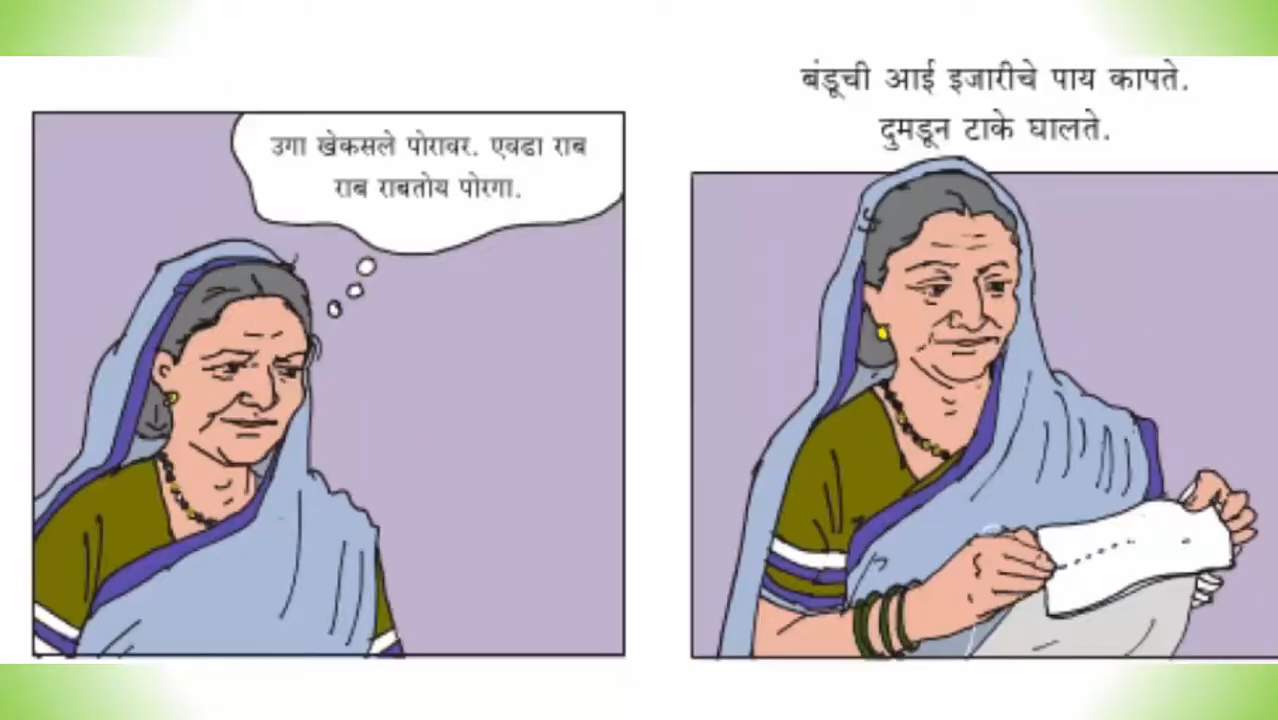 उगा खेकसले पोरावर. एवढा राब
राब राबतोय पोरगा.
बंडूची आई इजारीचे पाय कापते.
दुमडून टाके घालते.